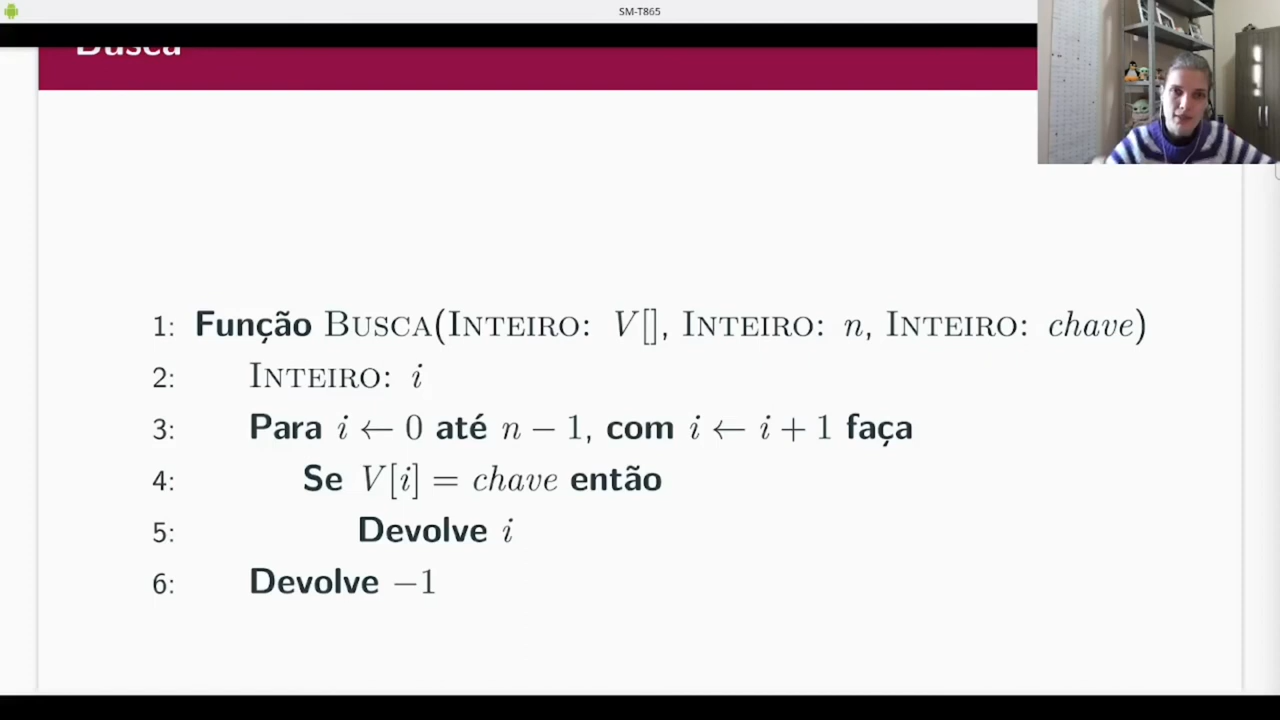 SM-T865
Busca
1: Função Busca(Inteiro: V[], Inteiro: n, Inteiro: chave)
2: Inteiro: i
3: Para i ← 0 até n − 1, com i ← i + 1 faça
4: Se V[i] = chave então
5: Devolve i
6: Devolve −1